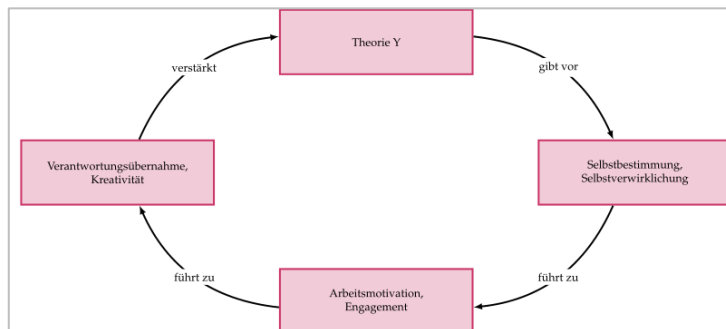 Theorie Y
gibt vor
Selbstbestimmung,
Selbstverwirklichung
führt zu
Arbeitsmotivation,
Engagement
führt zu
Verantwortungsübernahme,
Kreativität
verstärkt